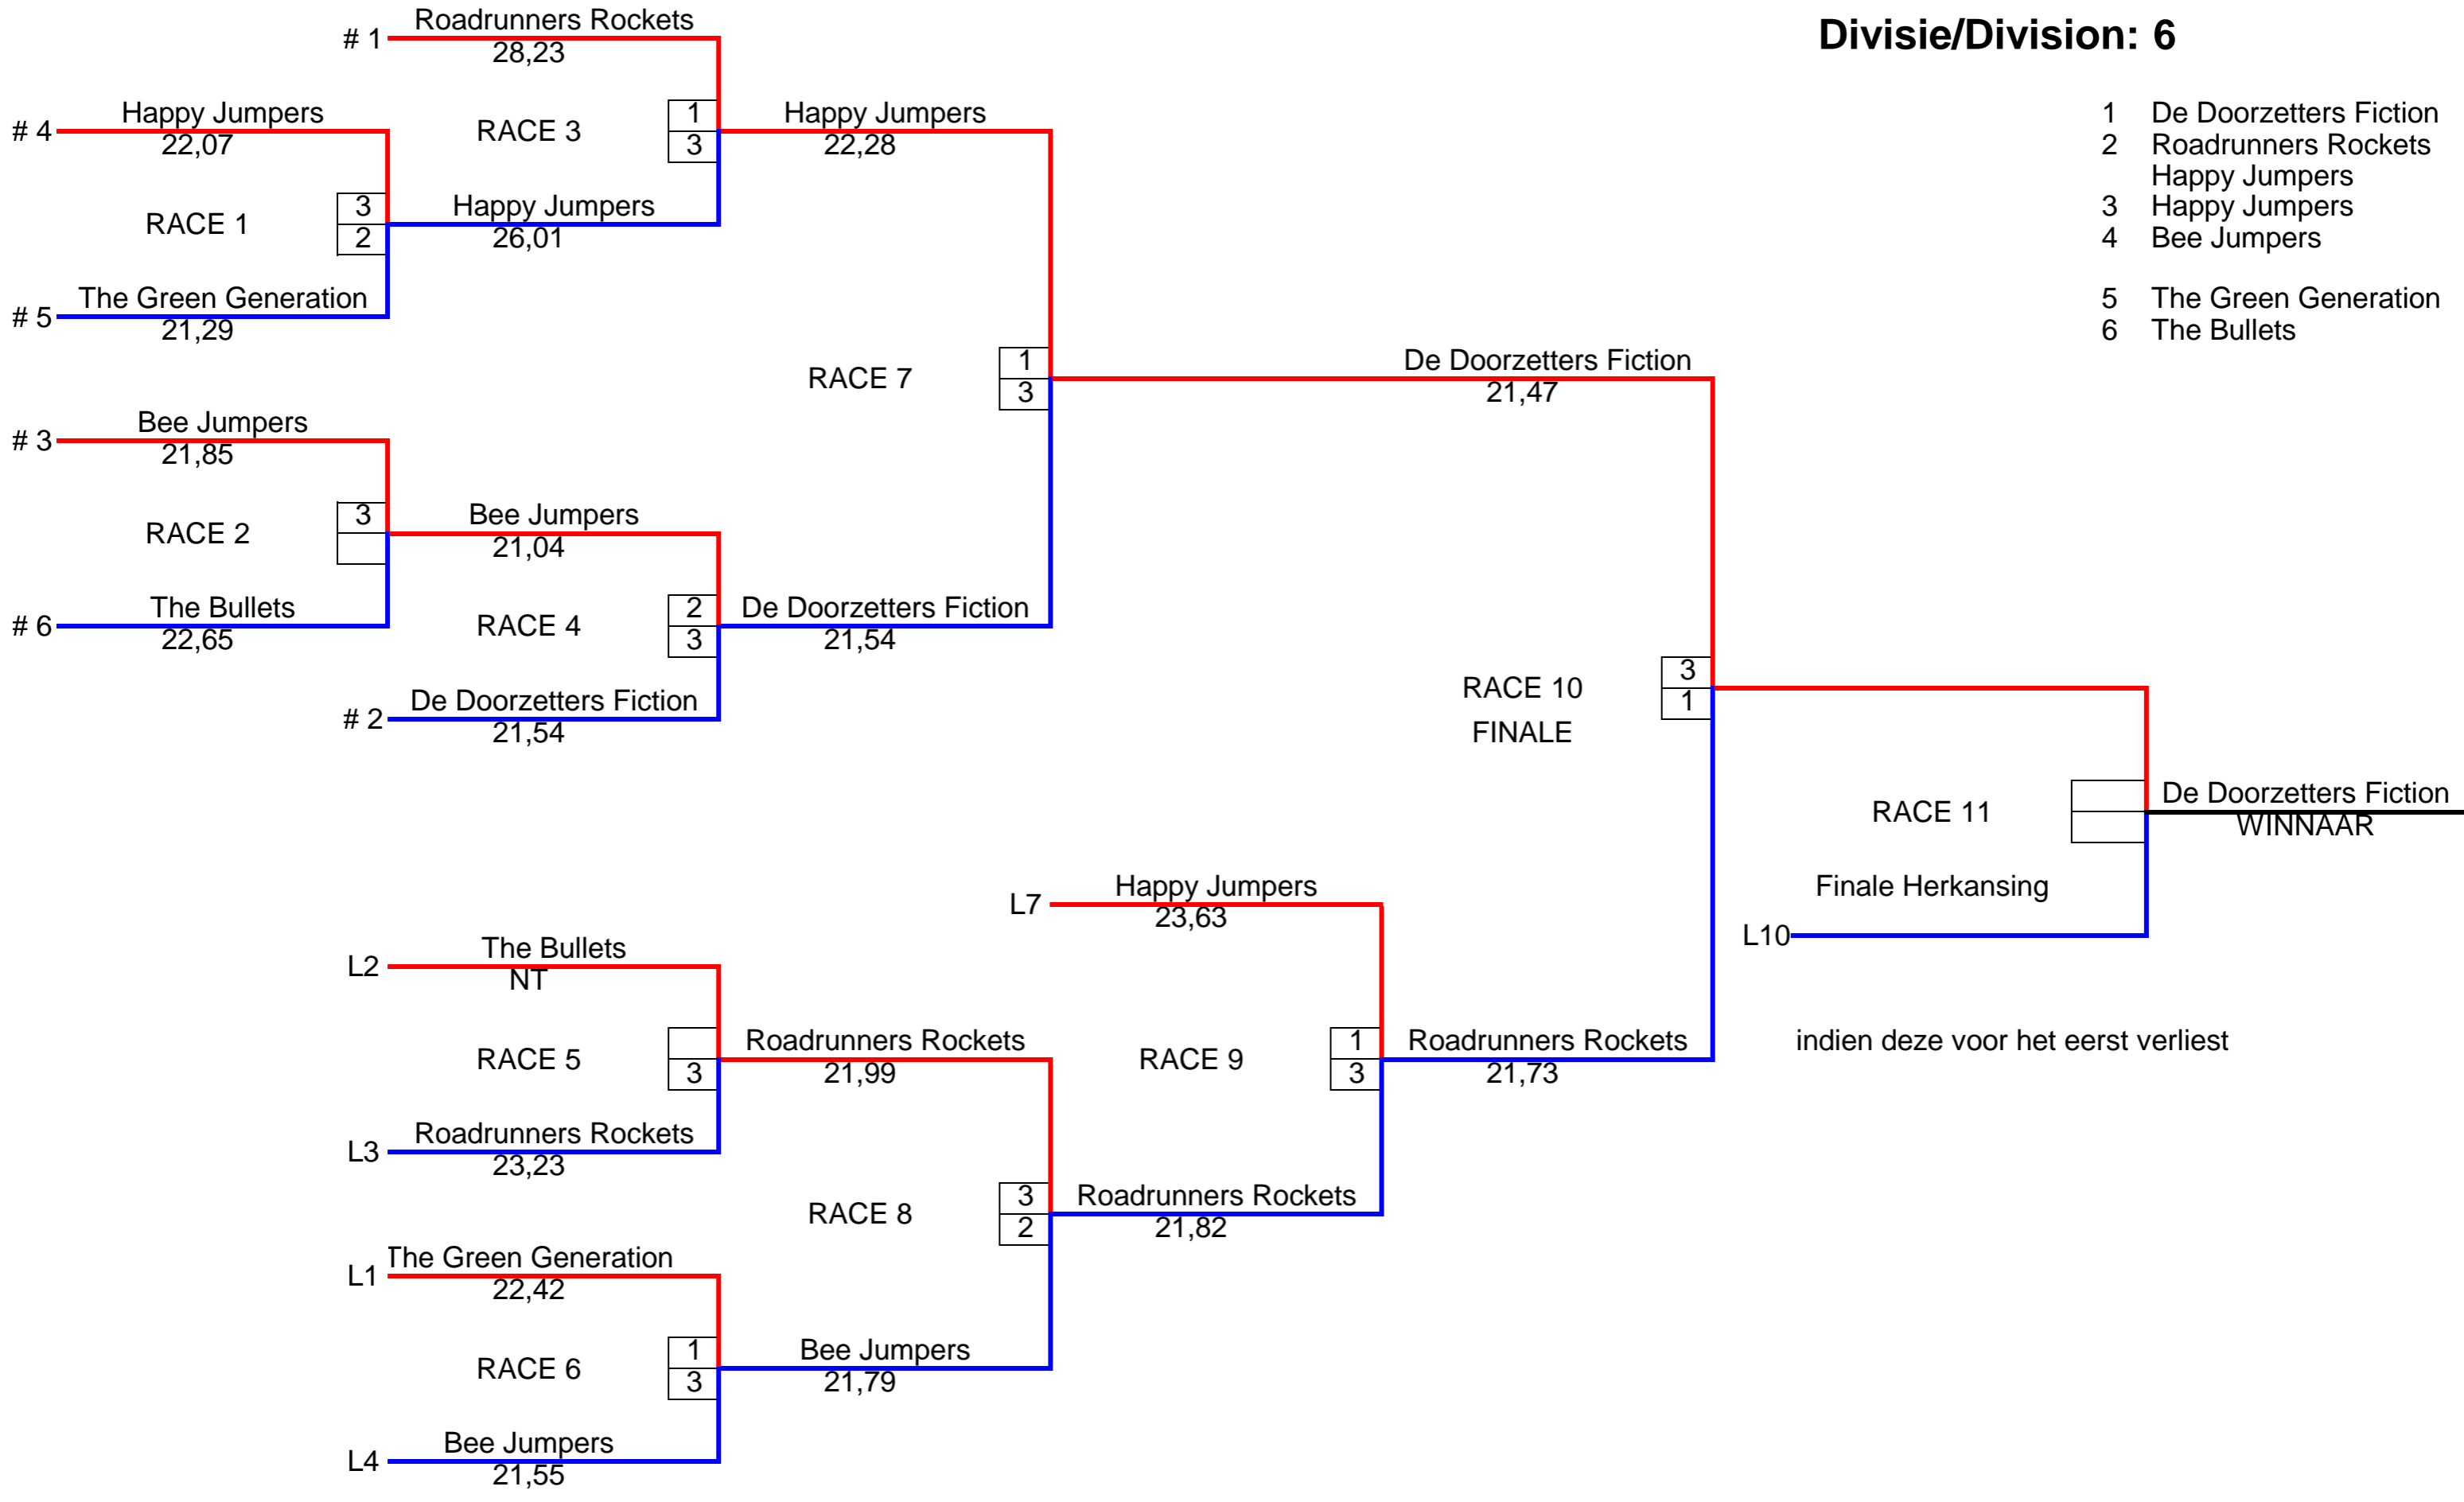 Roadrunners Rockets
# 1
28,23
Divisie/Division: 6
Happy Jumpers
# 4
22,07
RACE 3
1
3
Happy Jumpers
22,28
1 De Doorzetters Fiction
2 Roadrunners Rockets
Happy Jumpers
3 Happy Jumpers
4 Bee Jumpers
5 The Green Generation
6 The Bullets
RACE 1
3
2
Happy Jumpers
26,01
The Green Generation
# 5
21,29
RACE 7
1
3
De Doorzetters Fiction
21,47
Bee Jumpers
# 3
21,85
RACE 2
3
Bee Jumpers
21,04
The Bullets
# 6
22,65
RACE 4
2
3
De Doorzetters Fiction
21,54
De Doorzetters Fiction
# 2
21,54
RACE 10
FINALE
3
1
RACE 11
De Doorzetters Fiction
WINNAAR
Finale Herkansing
L10
Happy Jumpers
L7
23,63
The Bullets
L2
NT
RACE 5
3
Roadrunners Rockets
21,99
RACE 9
1
3
Roadrunners Rockets
21,73
indien deze voor het eerst verliest
Roadrunners Rockets
L3
23,23
RACE 8
3
2
Roadrunners Rockets
21,82
The Green Generation
L1
22,42
RACE 6
1
3
Bee Jumpers
21,79
Bee Jumpers
L4
21,55